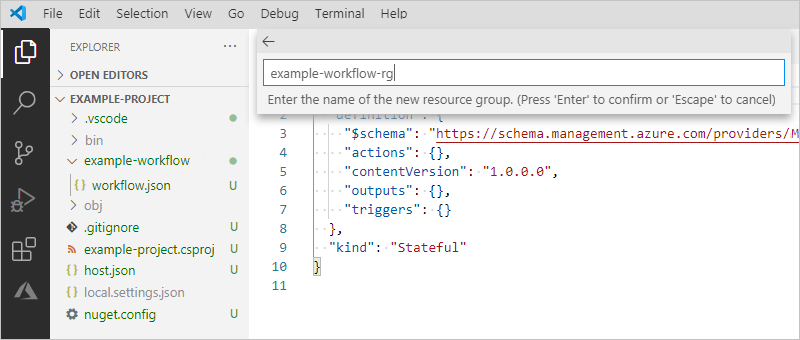 File Edit Selection View Go Debug Terminal Help
EXPLORER ...
OPEN EDITORS
EXAMPLE-PROJECT
.vscode
bin
example-workflow
{} workflow.json U
obj
.gitignore U
example-project.csproj U
{} host.json U
{} local.settings.json
nuget.config U
example-workflow-rg
Enter the name of the new resource group. (Press 'Enter' to confirm or 'Escape' to cancel)
2 "definition": {
3 "$schema": "https://schema.management.azure.com/providers/M
4 "actions": {},
5 "contentVersion": "1.0.0.0",
6 "outputs": {},
7 "triggers": {}
8 },
9 "kind": "Stateful"
10 }
11